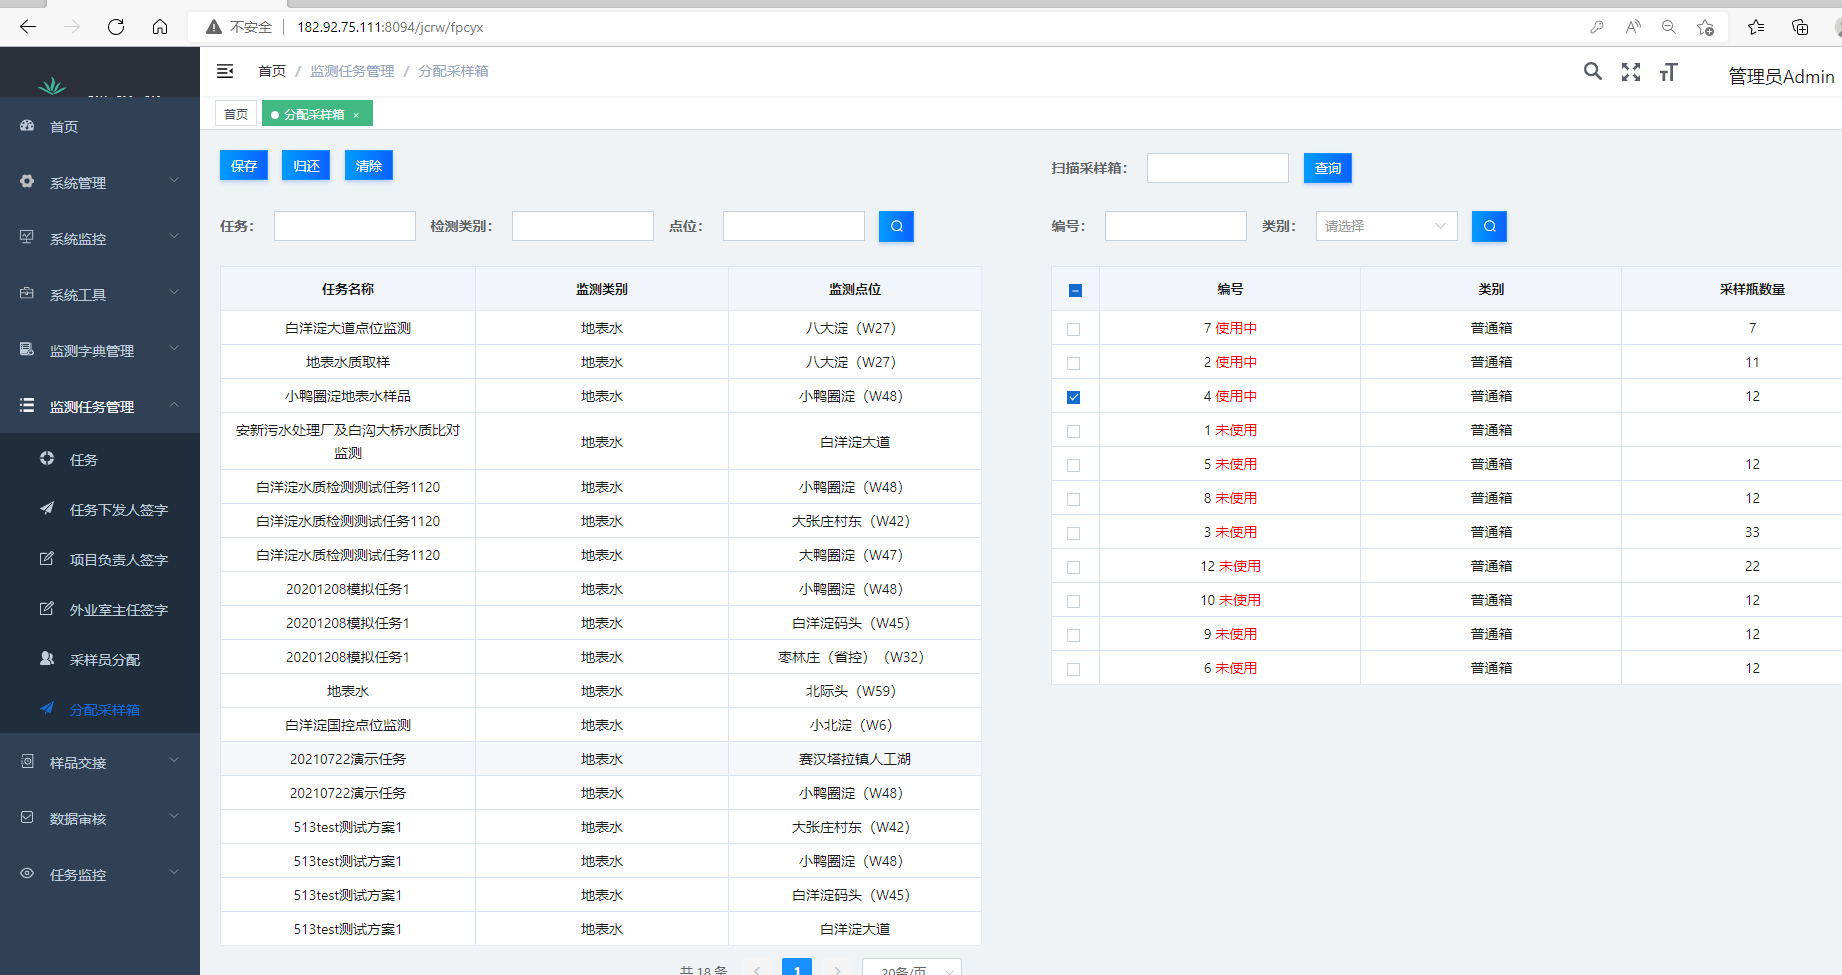 不安全 182.92.75.111:8094/jcrw/fpcyx
首页 / 监测任务管理 / 分配采样箱
管理员Admin
首页
分配采样箱 ×
首页
系统管理
系统监控
系统工具
监测字典管理
监测任务管理
任务
任务下发人签字
项目负责人签字
外业室主任签字
采样员分配
分配采样箱
样品交接
数据审核
任务监控
保存 归还 清除
任务： 检测类别： 点位：
任务名称 监测类别 监测点位
白洋淀大道点位监测 地表水 八大淀（W27）
地表水质取样 地表水 八大淀（W27）
小鸭圈淀地表水样品 地表水 小鸭圈淀（W48）
安新污水处理厂及白沟大桥水质比对
监测 地表水 白洋淀大道
白洋淀水质检测测试任务1120 地表水 小鸭圈淀（W48）
白洋淀水质检测测试任务1120 地表水 大张庄村东（W42）
白洋淀水质检测测试任务1120 地表水 大鸭圈淀（W47）
20201208模拟任务1 地表水 小鸭圈淀（W48）
20201208模拟任务1 地表水 白洋淀码头（W45）
20201208模拟任务1 地表水 枣林庄（省控）（W32）
地表水 地表水 北际头（W59）
白洋淀国控点位监测 地表水 小北淀（W6）
20210722演示任务 地表水 赛汉塔拉镇人工湖
20210722演示任务 地表水 小鸭圈淀（W48）
513test测试方案1 地表水 大张庄村东（W42）
513test测试方案1 地表水 小鸭圈淀（W48）
513test测试方案1 地表水 白洋淀码头（W45）
513test测试方案1 地表水 白洋淀大道
共 18 条 1 20条/页
扫描采样箱： 查询
编号： 类别： 请选择
编号 类别 采样瓶数量
7 使用中 普通箱 7
2 使用中 普通箱 11
4 使用中 普通箱 12
1 未使用 普通箱
5 未使用 普通箱 12
8 未使用 普通箱 12
3 未使用 普通箱 33
12 未使用 普通箱 22
10 未使用 普通箱 12
9 未使用 普通箱 12
6 未使用 普通箱 12